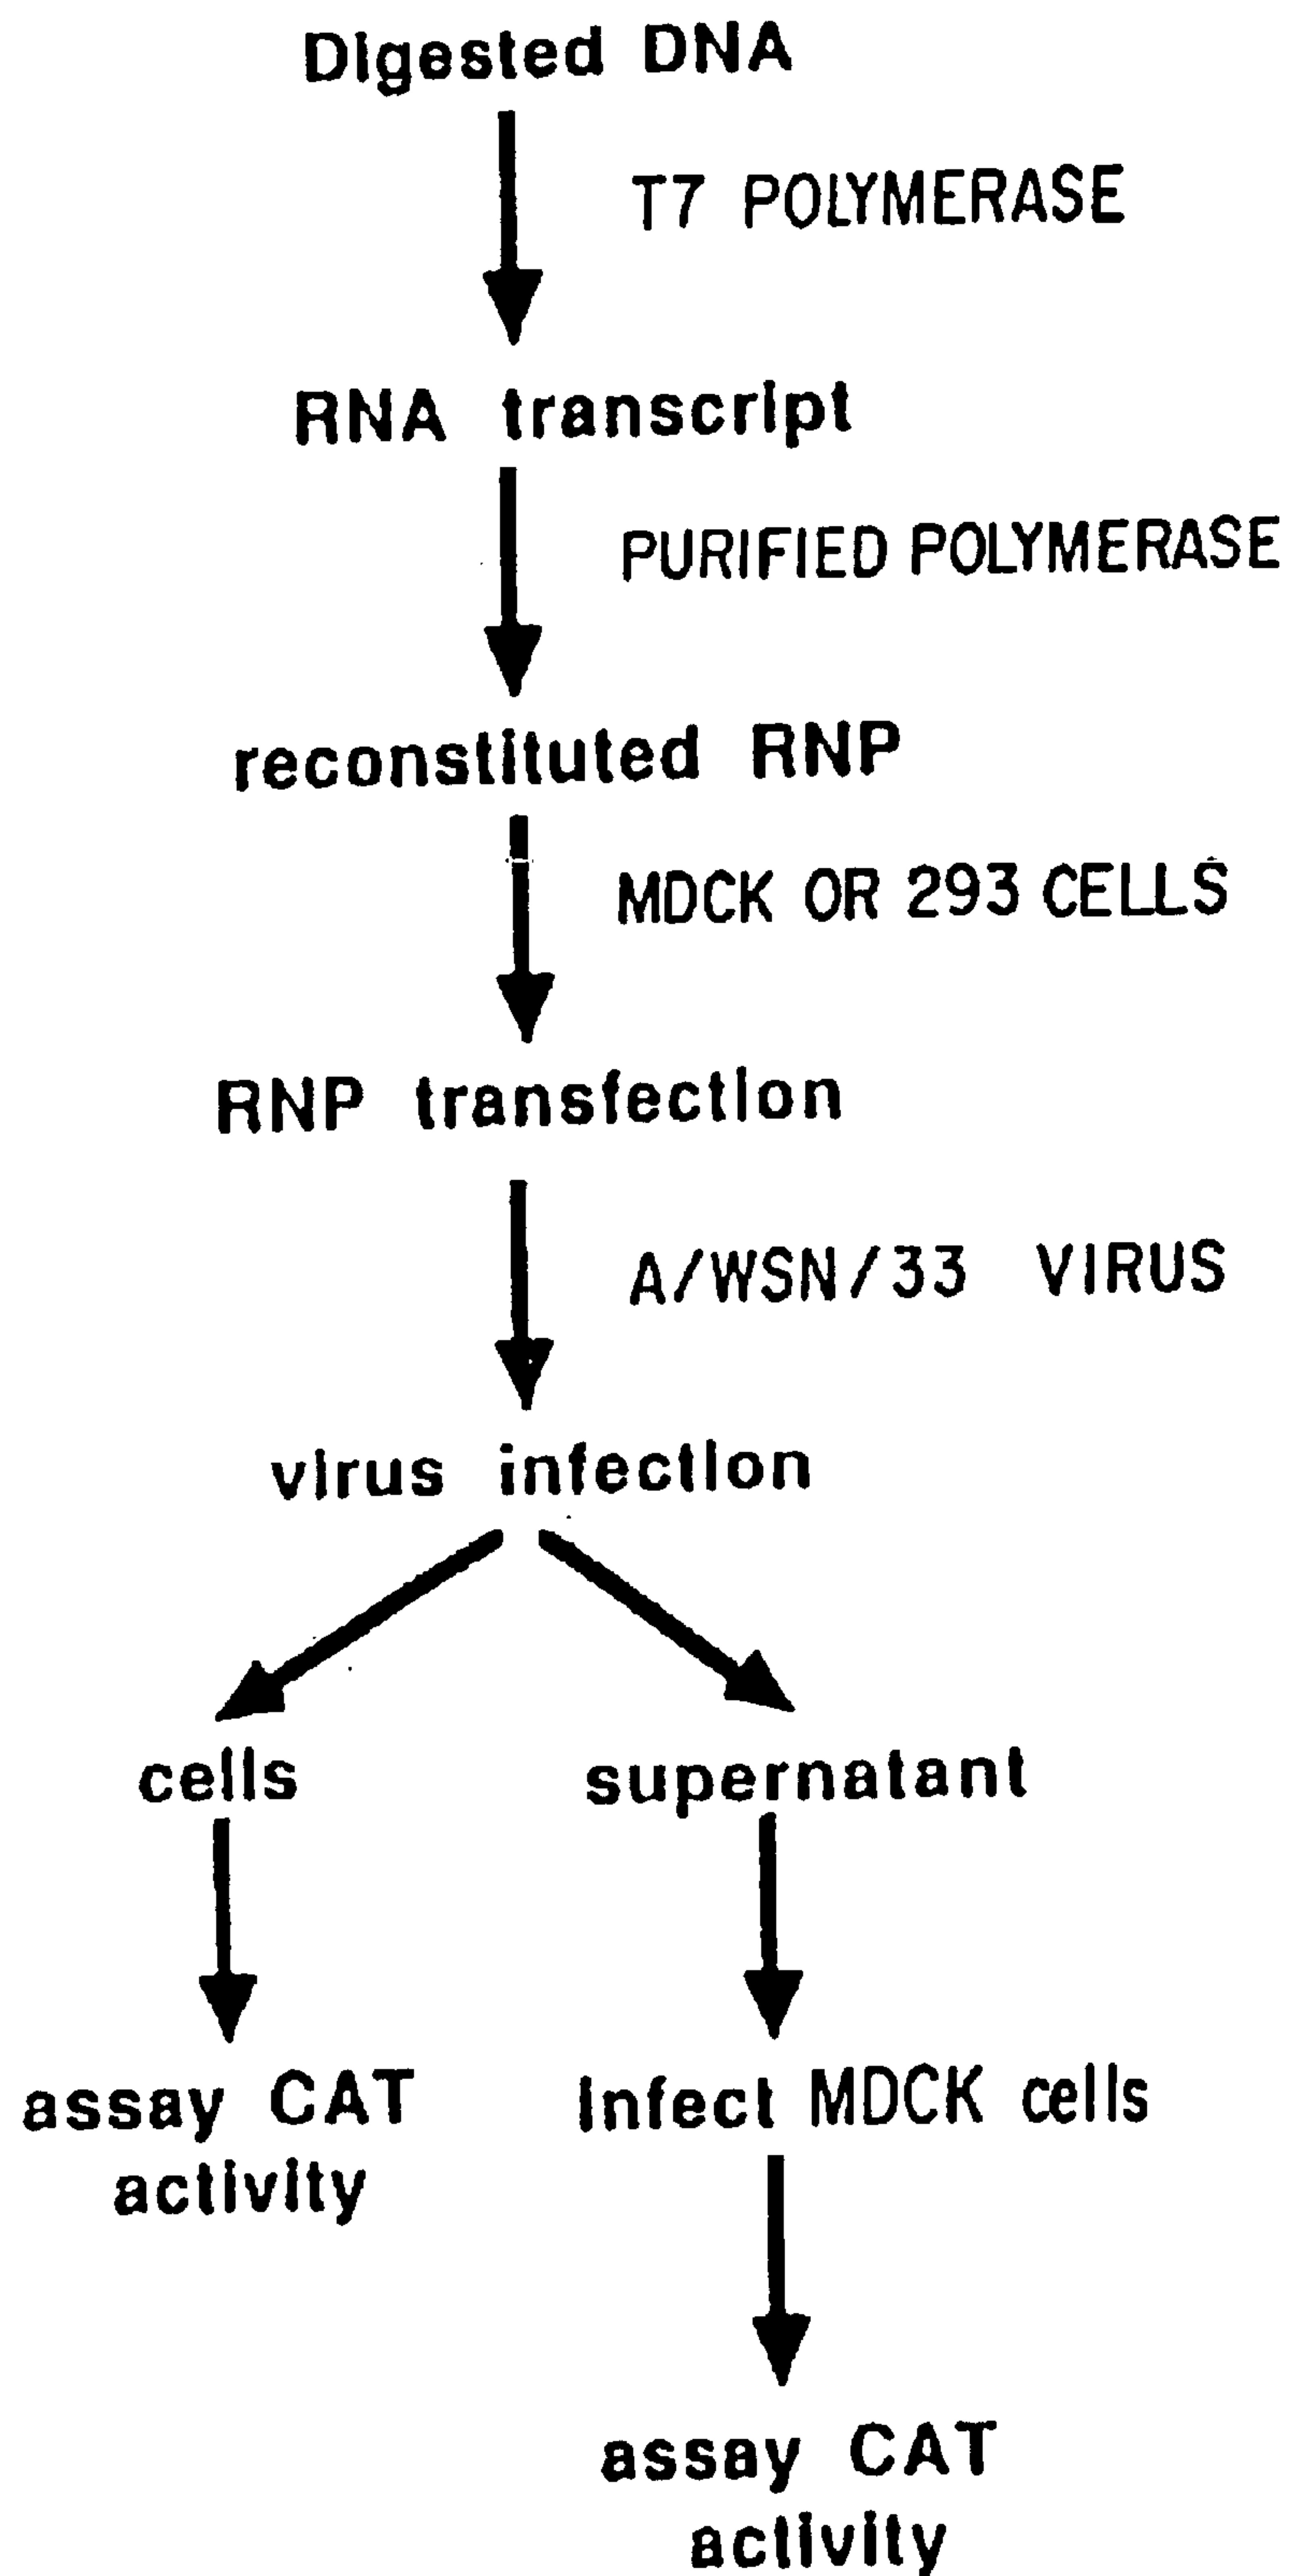 Digested DNA
T7 POLYMERASE
RNA transcript
PURIFIED POLYMERASE
reconstituted RNP
MDCK OR 293 CELLS
RNP transfection
A/WSN/33 VIRUS
virus infection
cells
supernatant
assay CAT
activity
Infect MDCK cells
assay CAT
activity